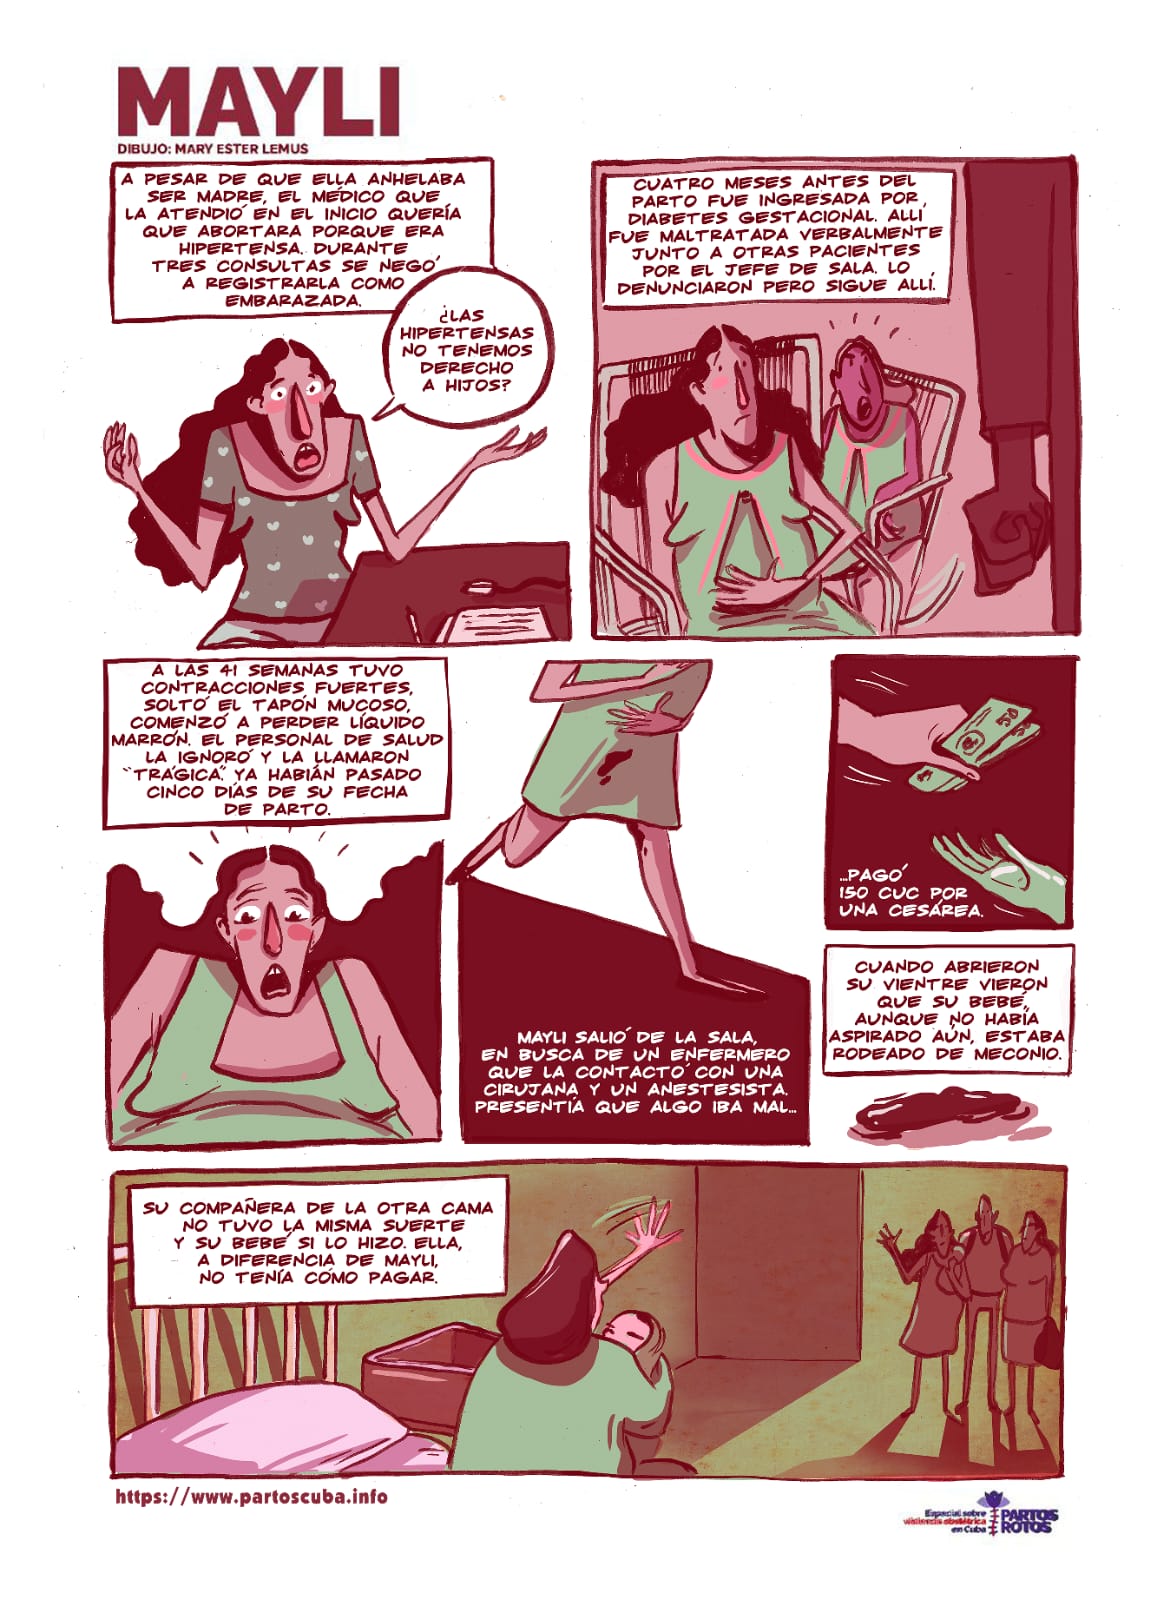 MAYLI
DIBUJO: MARY ESTER LEMUS
A PESAR DE QUE ELLA ANHELABA
SER MADRE, EL MÉDICO QUE
LA ATENDIÓ EN EL INICIO QUERÍA
QUE ABORTARA PORQUE ERA
HIPERTENSA. DURANTE
TRES CONSULTAS SE NEGÓ
A REGISTRARLA COMO
EMBARAZADA.
¿LAS
HIPERTENSAS
NO TENEMOS
DERECHO
A HIJOS?
CUATRO MESES ANTES DEL
PARTO FUE INGRESADA POR
DIABETES GESTACIONAL. ALLÍ
FUE MALTRATADA VERBALMENTE
JUNTO A OTRAS PACIENTES
POR EL JEFE DE SALA. LO
DENUNCIARON PERO SIGUE ALLÍ.
A LAS 41 SEMANAS TUVO
CONTRACCIONES FUERTES,
SOLTÓ EL TAPÓN MUCOSO,
COMENZÓ A PERDER LÍQUIDO
MARRÓN. EL PERSONAL DE SALUD
LA IGNORÓ Y LA LLAMARON
"TRÁGICA". YA HABIÁN PASADO
CINCO DÍAS DE SU FECHA
DE PARTO.
MAYLI SALIÓ DE LA SALA,
EN BUSCA DE UN ENFERMERO
QUE LA CONTACTÓ CON UNA
CIRUJANA Y UN ANESTESISTA.
PRESENTÍA QUE ALGO IBA MAL...
50
...PAGÓ
150 CUC POR
UNA CESÁREA.
CUANDO ABRIERON
SU VIENTRE VIERON
QUE SU BEBÉ,
AUNQUE NO HABÍA
ASPIRADO AÚN, ESTABA
RODEADO DE MECONIO.
SU COMPAÑERA DE LA OTRA CAMA
NO TUVO LA MISMA SUERTE
Y SU BEBÉ SI LO HIZO. ELLA,
A DIFERENCIA DE MAYLI,
NO TENÍA CÓMO PAGAR.
https://www.partoscuba.info
Especial sobre
violencia obstétrica
en Cuba
PARTOS
ROTOS